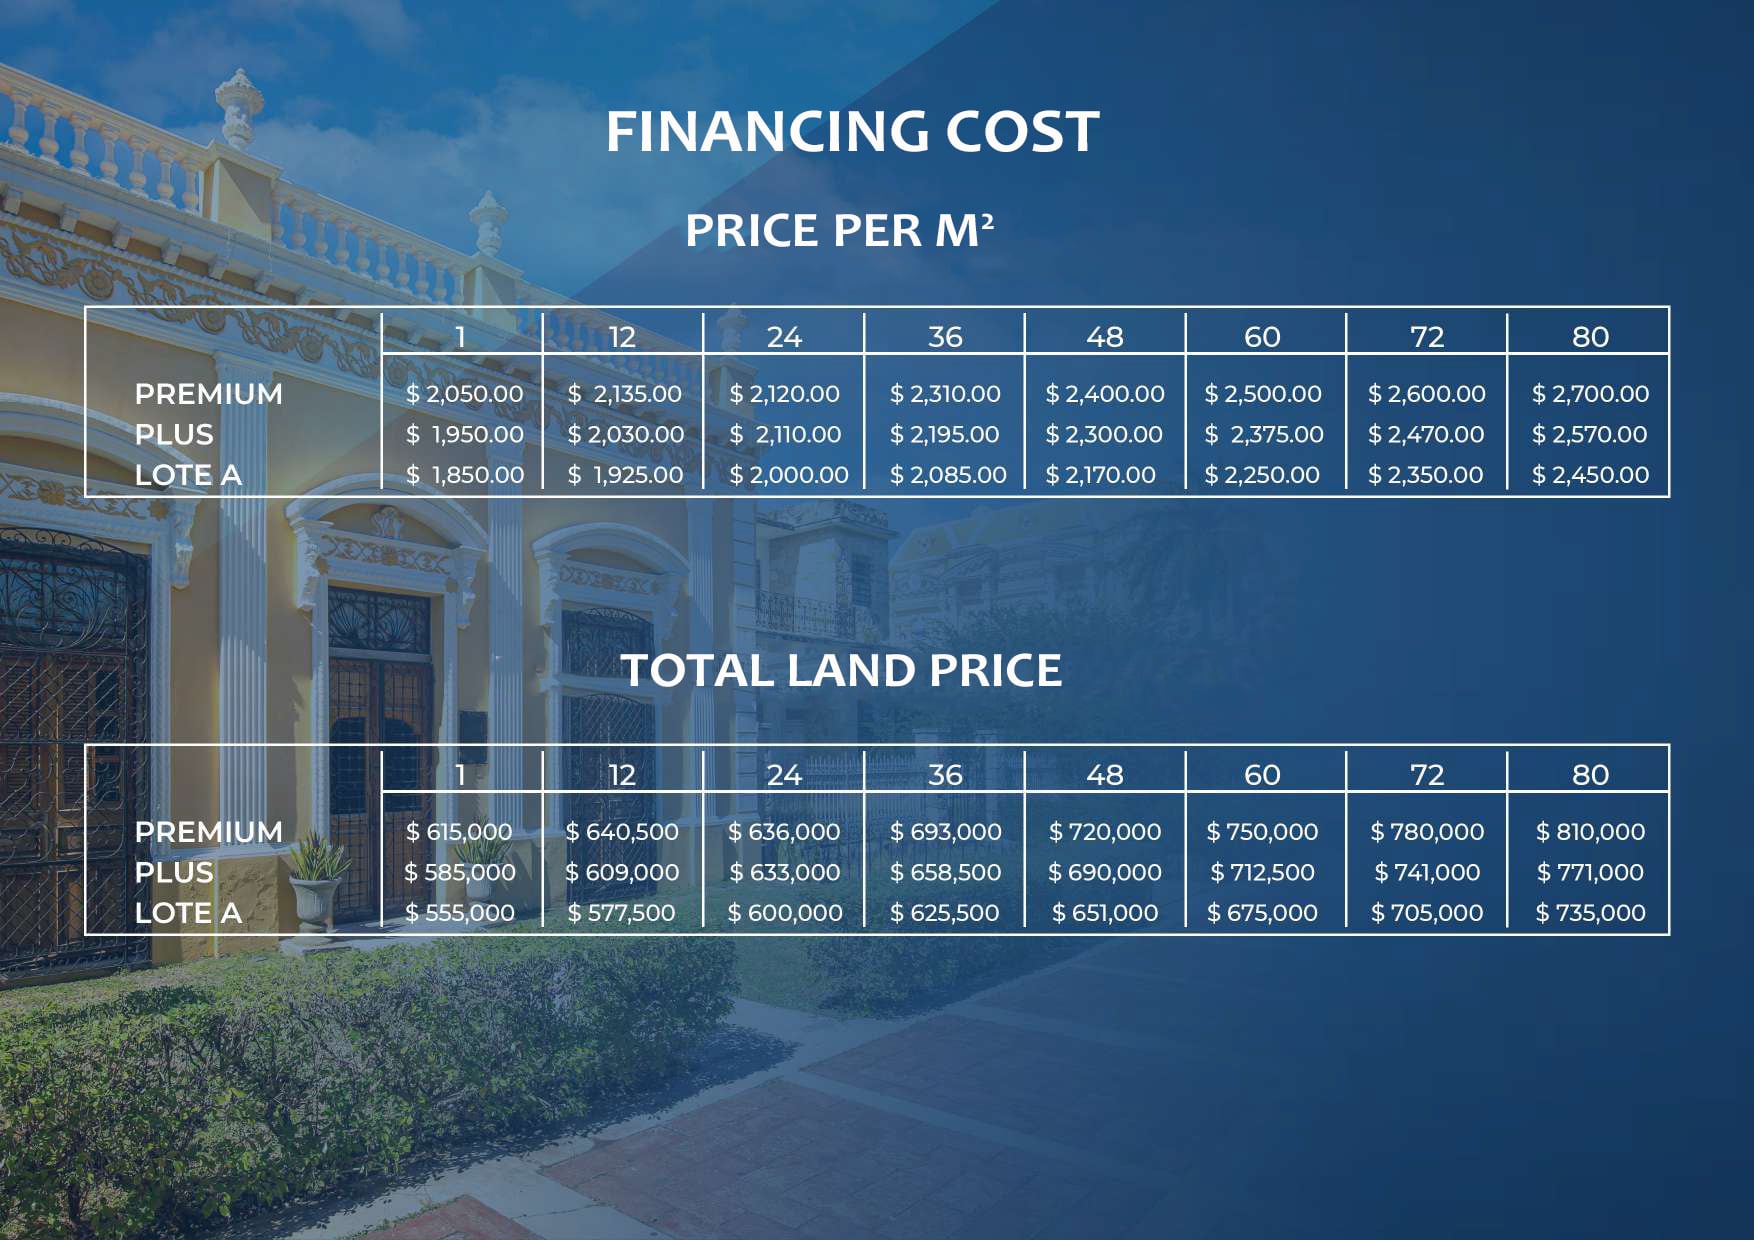 FINANCING COST
PRICE PER M²
1 12 24 36 48 60 72 80
PREMIUM $ 2,050.00 $ 2,135.00 $ 2,120.00 $ 2,310.00 $ 2,400.00 $ 2,500.00 $ 2,600.00 $ 2,700.00
PLUS $ 1,950.00 $ 2,030.00 $ 2,110.00 $ 2,195.00 $ 2,300.00 $ 2,375.00 $ 2,470.00 $ 2,570.00
LOTE A $ 1,850.00 $ 1,925.00 $ 2,000.00 $ 2,085.00 $ 2,170.00 $ 2,250.00 $ 2,350.00 $ 2,450.00
TOTAL LAND PRICE
1 12 24 36 48 60 72 80
PREMIUM $ 615,000 $ 640,500 $ 636,000 $ 693,000 $ 720,000 $ 750,000 $ 780,000 $ 810,000
PLUS $ 585,000 $ 609,000 $ 633,000 $ 658,500 $ 690,000 $ 712,500 $ 741,000 $ 771,000
LOTE A $ 555,000 $ 577,500 $ 600,000 $ 625,500 $ 651,000 $ 675,000 $ 705,000 $ 735,000